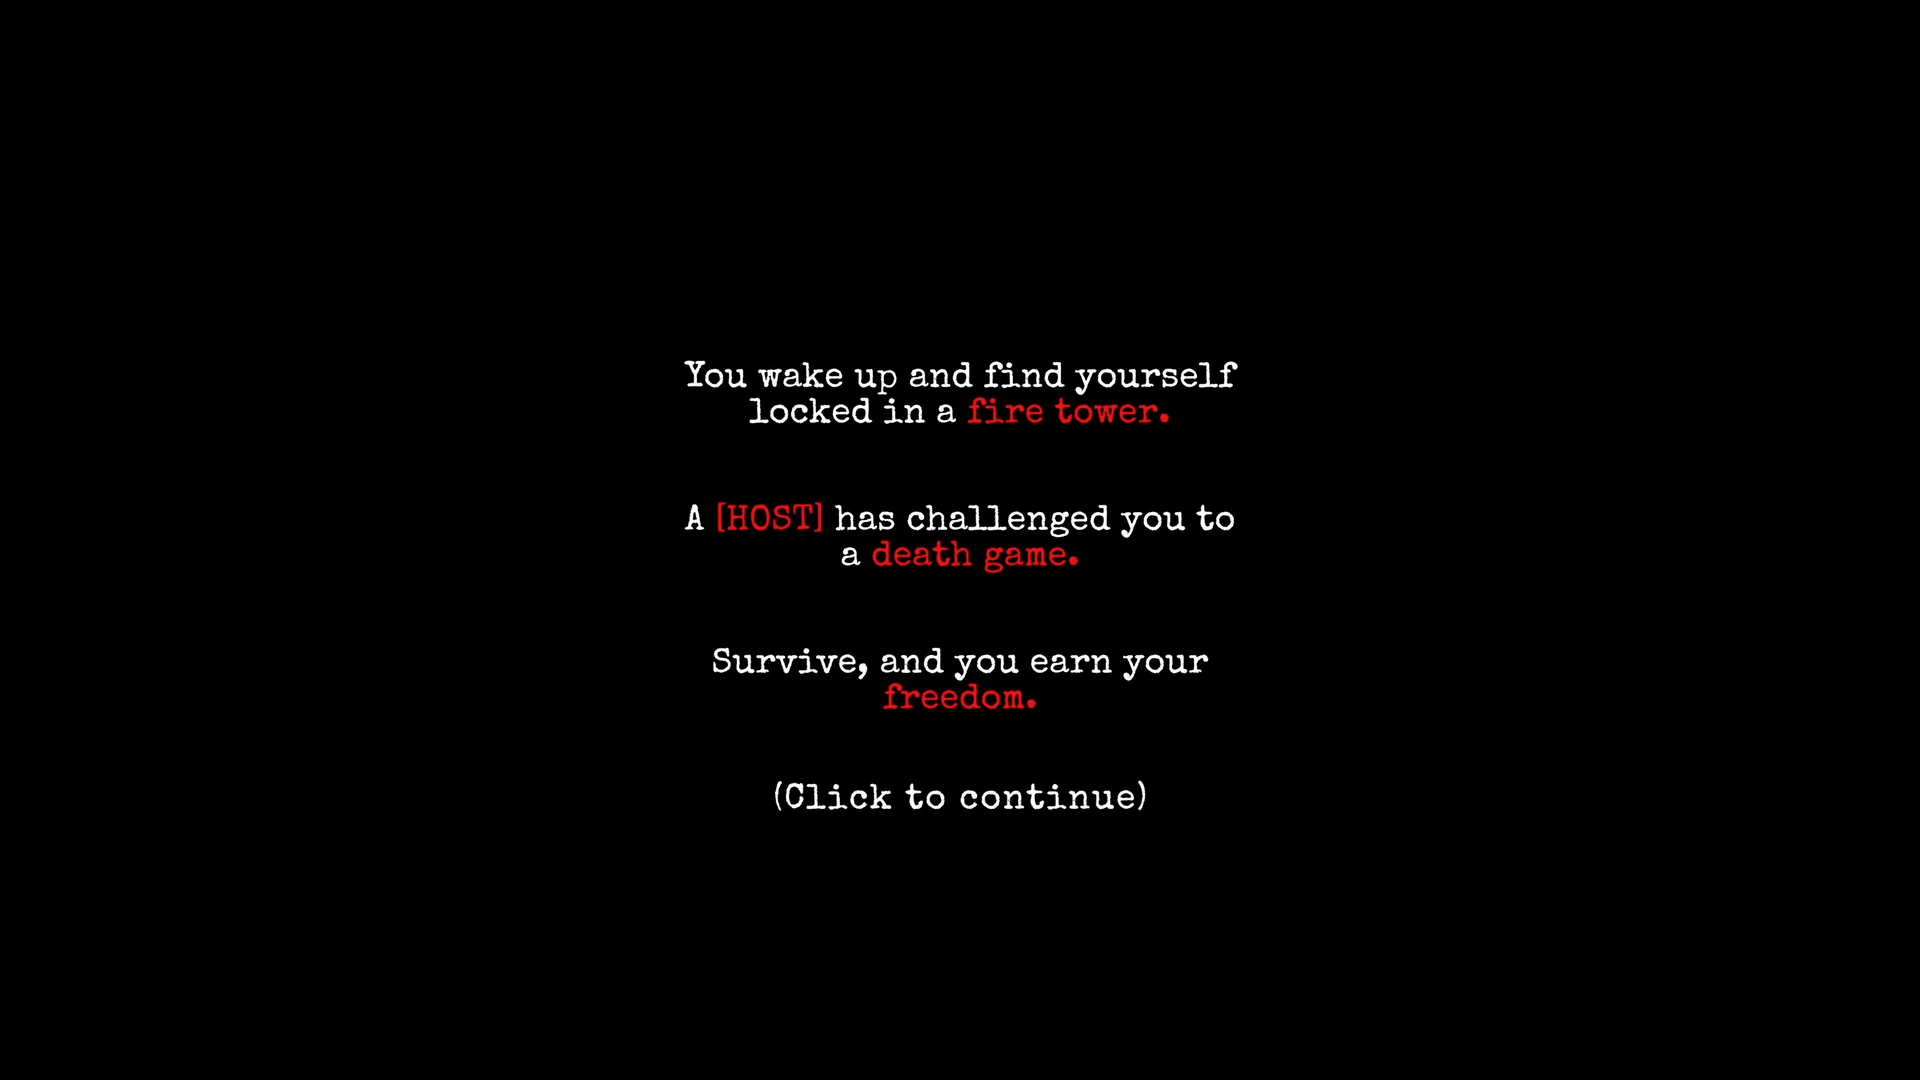 You wake up and find yourself
locked in a fire tower.
A [HOST] has challenged you to
a death game.
Survive, and you earn your
freedom.
(Click to continue)